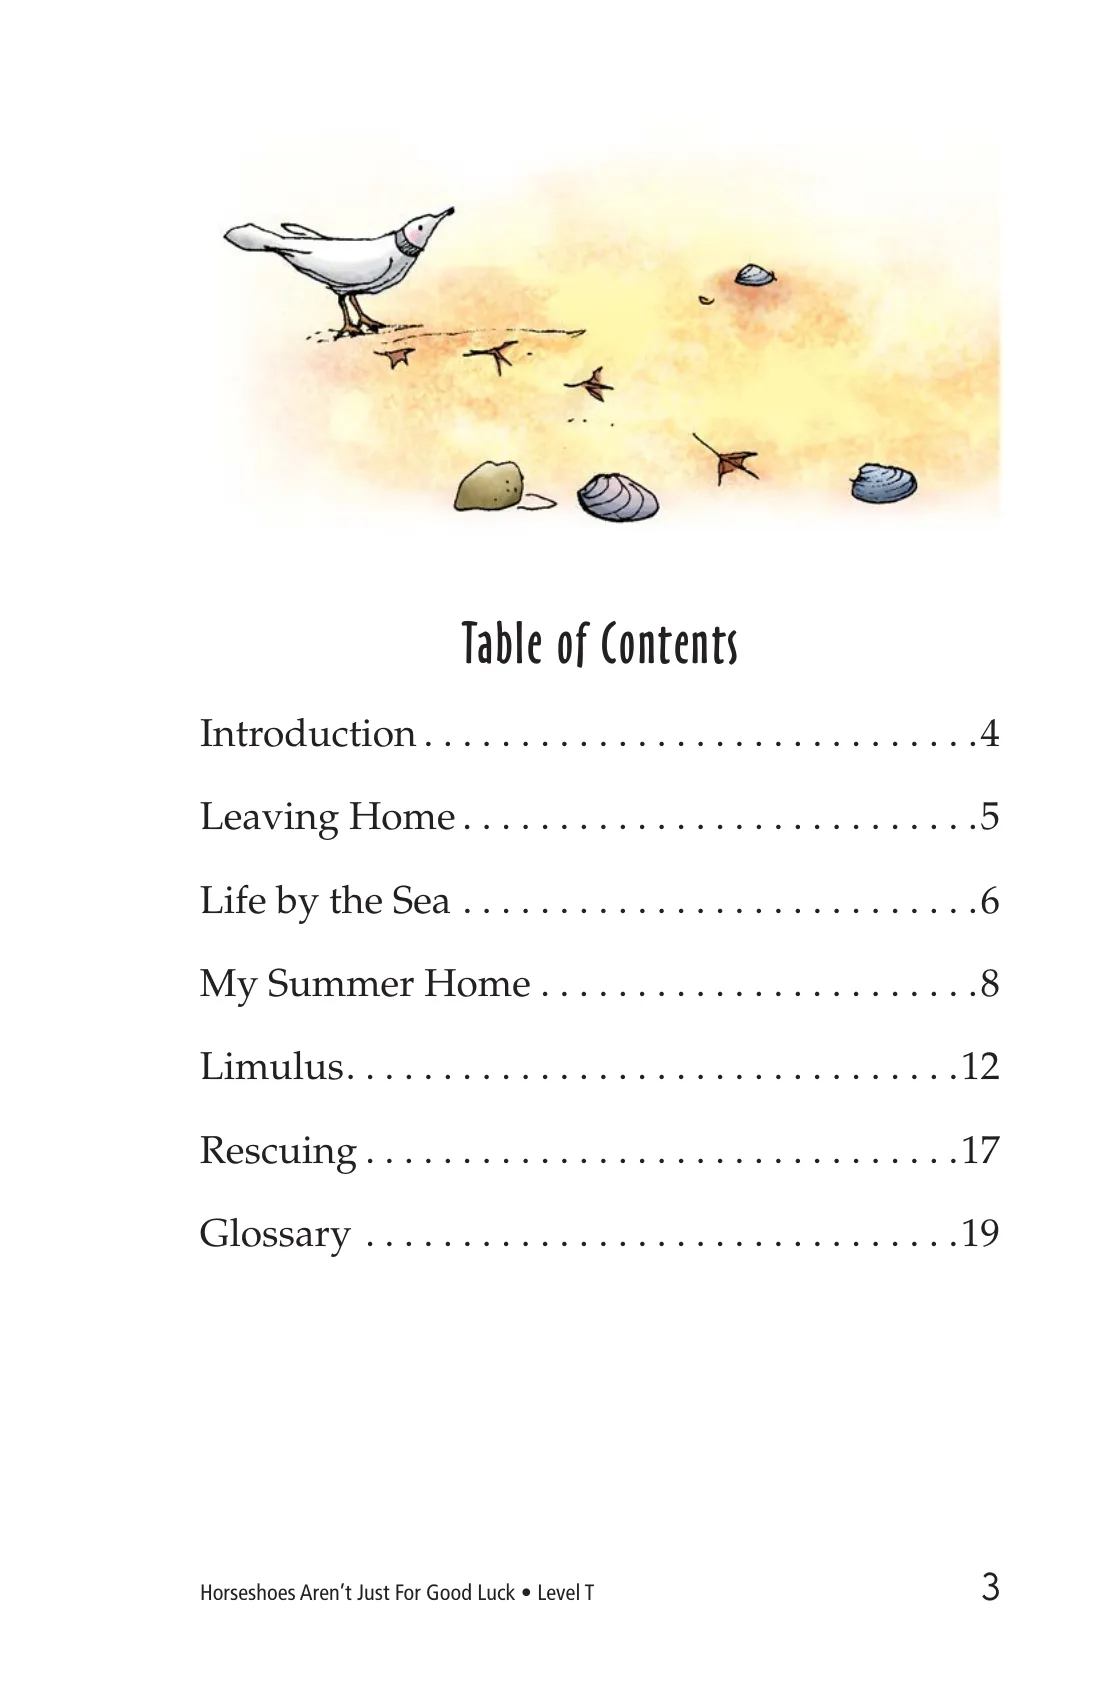 Table of Contents
Introduction . . . . . . . . . . . . . . . . . . . . . . . . . . . . . 4
Leaving Home . . . . . . . . . . . . . . . . . . . . . . . . . . . 5
Life by the Sea . . . . . . . . . . . . . . . . . . . . . . . . . . . 6
My Summer Home . . . . . . . . . . . . . . . . . . . . . . . 8
Limulus. . . . . . . . . . . . . . . . . . . . . . . . . . . . . . . . 12
Rescuing . . . . . . . . . . . . . . . . . . . . . . . . . . . . . . . 17
Glossary . . . . . . . . . . . . . . . . . . . . . . . . . . . . . . . 19
Horseshoes Aren't Just For Good Luck • Level T 3